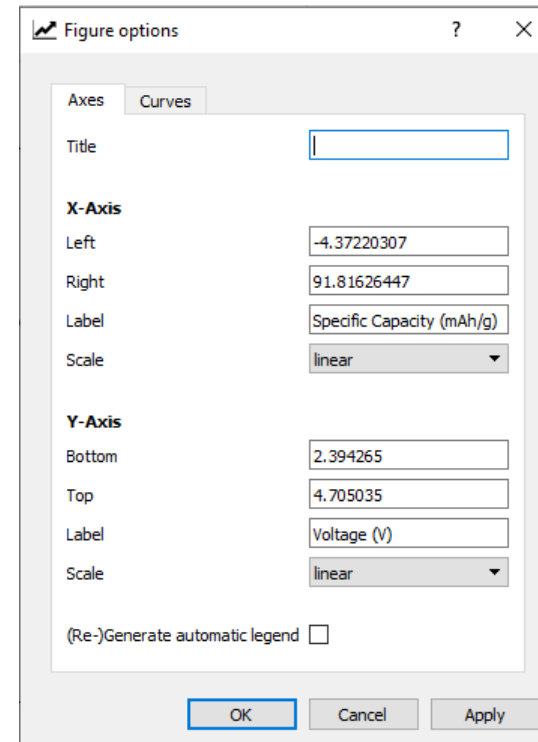 Figure options ? ×
Axes Curves
Title
X-Axis
Left -4.37220307
Right 91.81626447
Label Specific Capacity (mAh/g)
Scale linear
Y-Axis
Bottom 2.394265
Top 4.705035
Label Voltage (V)
Scale linear
(Re-)Generate automatic legend
OK Cancel Apply